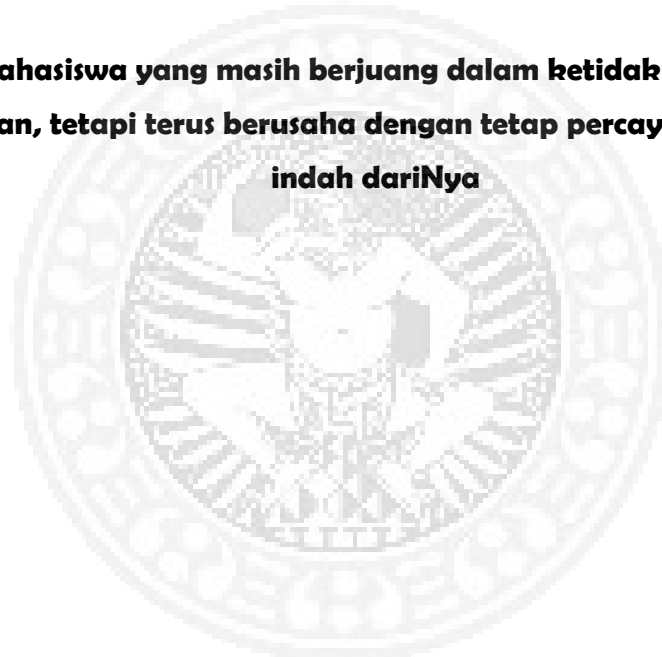 ahasiswa yang masih berjuang dalam ketidak
an, tetapi terus berusaha dengan tetap percay
indah dariNya